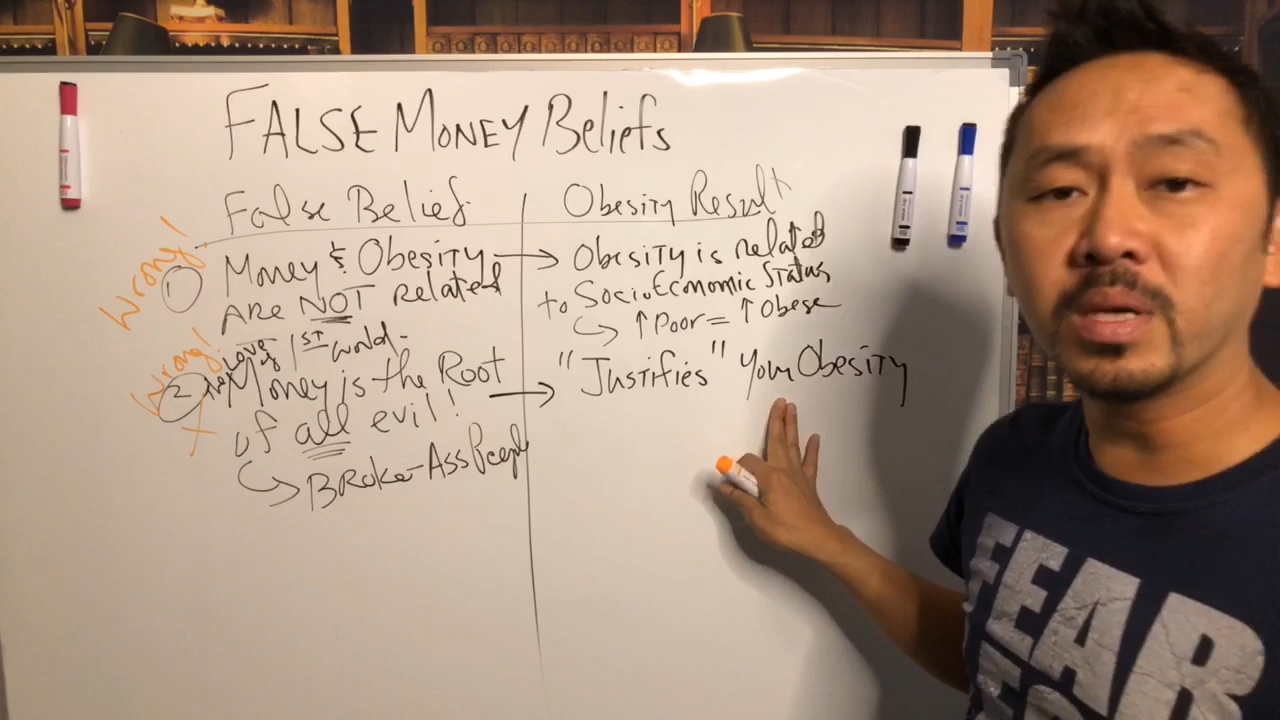 FALSE MONEY Beliefs
False Belief
Obesity Result
Wrong!
1
Money & Obesity
ARE NOT Related
1ST world.
Obesity is related
to SocioEconomic Status
↑ Poor = ↑ Obese
Wrong!
X
2
The Love of
Money is the Root
of all evil!
Broke-Ass People
"Justifies" Your Obesity
FEAR